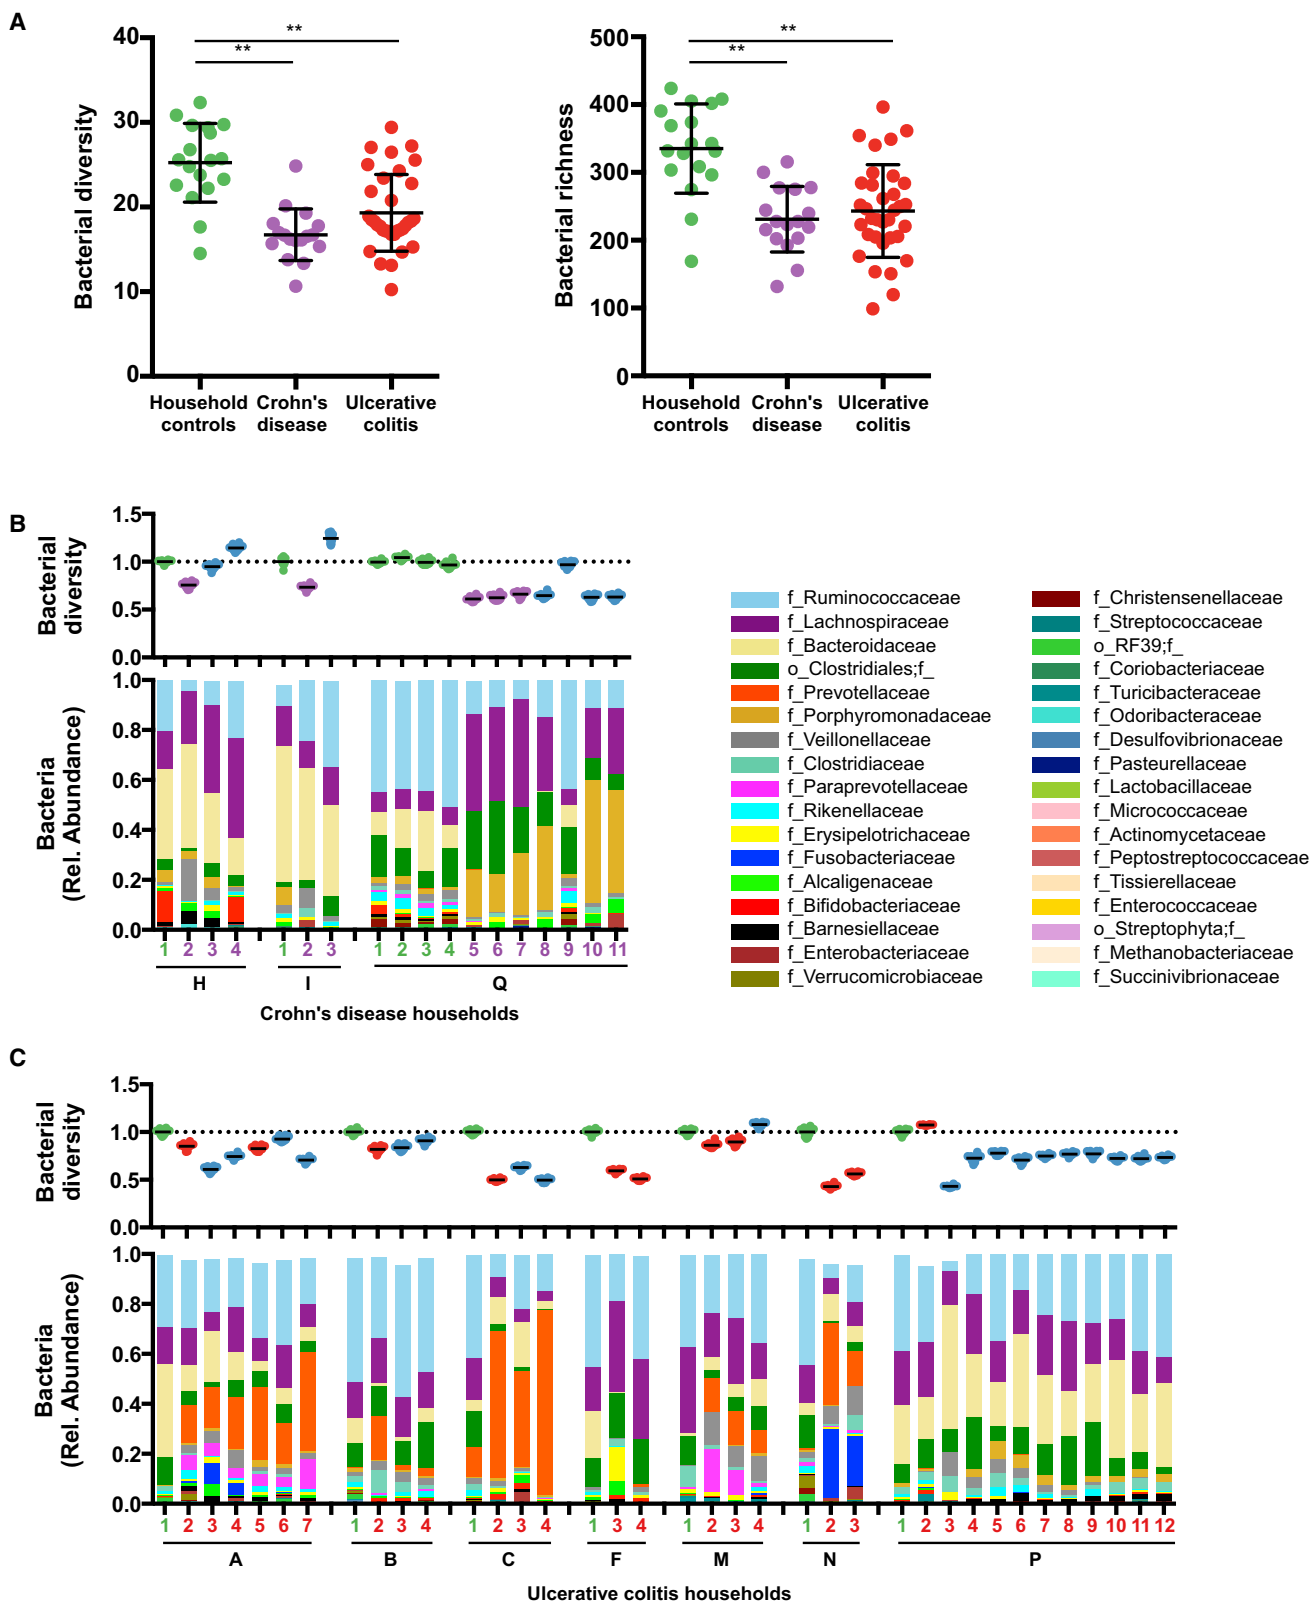 A
40
30
20
10
0
Bacterial diversity
**
**
Household controls
Crohn's disease
Ulcerative colitis
500
400
300
200
100
0
Bacterial richness
**
**
Household controls
Crohn's disease
Ulcerative colitis
B
1.5
1.0
0.5
0.0
Bacterial diversity
1.0
0.8
0.6
0.4
0.2
0.0
Bacteria (Rel. Abundance)
1 2 3 4 1 2 3 1 2 3 4 5 6 7 8 9 10 11
H I Q
Crohn's disease households
f_Ruminococcaceae
f_Lachnospiraceae
f_Bacteroidaceae
o_Clostridiales;f_
f_Prevotellaceae
f_Porphyromonadaceae
f_Veillonellaceae
f_Clostridiaceae
f_Paraprevotellaceae
f_Rikenellaceae
f_Erysipelotrichaceae
f_Fusobacteriaceae
f_Alcaligenaceae
f_Bifidobacteriaceae
f_Barnesiellaceae
f_Enterobacteriaceae
f_Verrucomicrobiaceae
f_Christensenellaceae
f_Streptococcaceae
o_RF39;f_
f_Coriobacteriaceae
f_Turicibacteraceae
f_Odoribacteraceae
f_Desulfovibrionaceae
f_Pasteurellaceae
f_Lactobacillaceae
f_Micrococcaceae
f_Actinomycetaceae
f_Peptostreptococcaceae
f_Tissierellaceae
f_Enterococcaceae
o_Streptophyta;f_
f_Methanobacteriaceae
f_Succinivibrionaceae
C
1.5
1.0
0.5
0.0
Bacterial diversity
1.0
0.8
0.6
0.4
0.2
0.0
Bacteria (Rel. Abundance)
1 2 3 4 5 6 7 1 2 3 4 1 2 3 4 1 3 4 1 2 3 4 1 2 3 1 2 3 4 5 6 7 8 9 10 11 12
A B C F M N P
Ulcerative colitis households